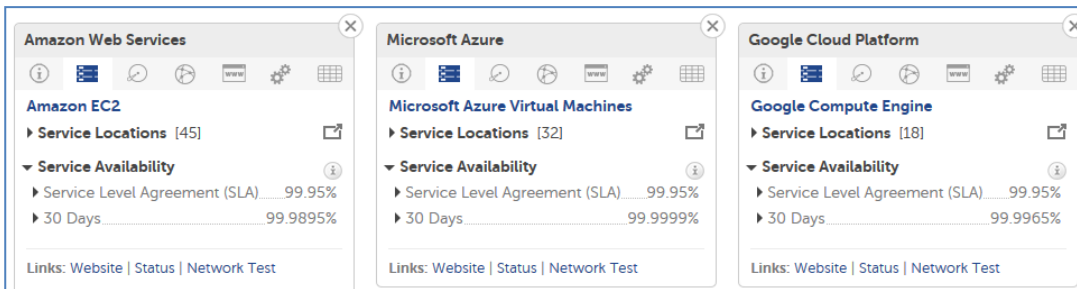 Amazon Web Services
www
Amazon EC2
Service Locations [45]
Service Availability
Service Level Agreement (SLA) 99.95%
30 Days 99.9895%
Links: Website | Status | Network Test
Microsoft Azure
www
Microsoft Azure Virtual Machines
Service Locations [32]
Service Availability
Service Level Agreement (SLA) 99.95%
30 Days 99.9999%
Links: Website | Status | Network Test
Google Cloud Platform
www
Google Compute Engine
Service Locations [18]
Service Availability
Service Level Agreement (SLA) 99.95%
30 Days 99.9965%
Links: Website | Status | Network Test